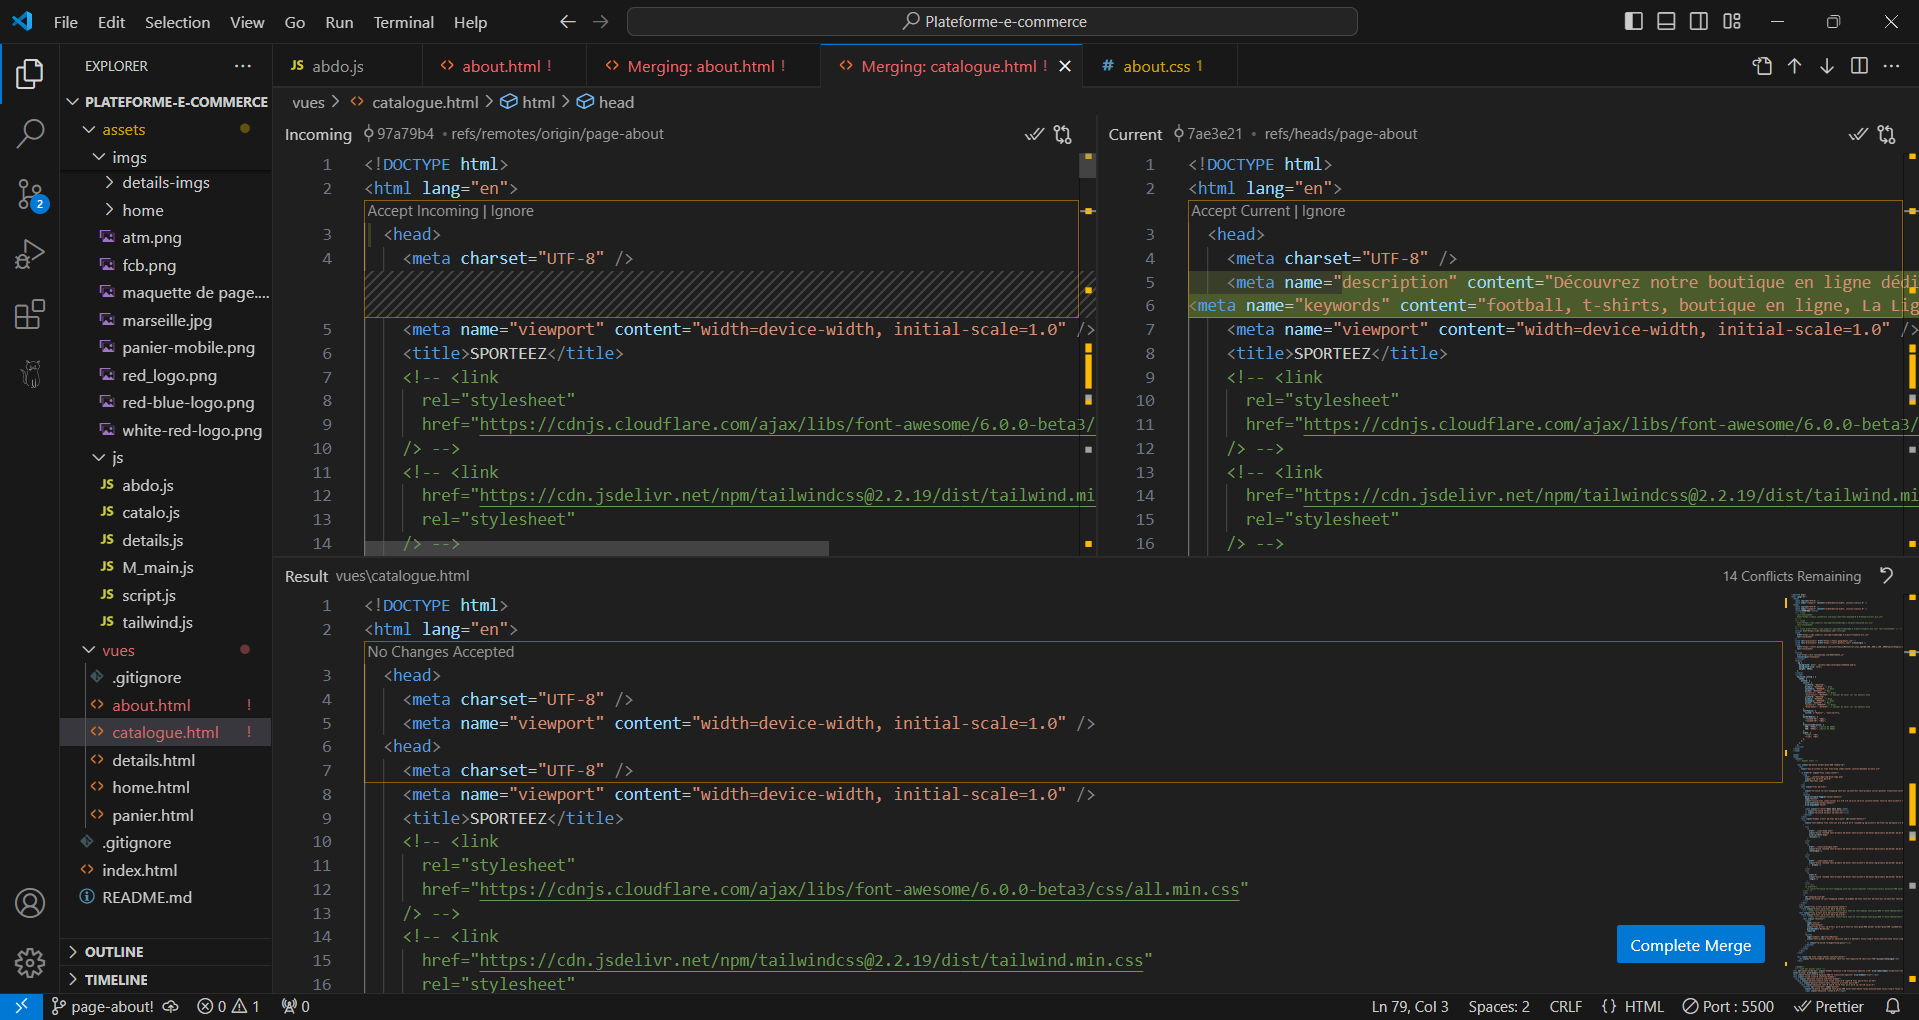 File Edit Selection View Go Run Terminal Help
Plateforme-e-commerce
EXPLORER
PLATEFORME-E-COMMERCE
assets
imgs
details-imgs
home
atm.png
fcb.png
maquette de page....
marseille.jpg
panier-mobile.png
red_logo.png
red-blue-logo.png
white-red-logo.png
js
JS abdo.js
JS catalo.js
JS details.js
JS M_main.js
JS script.js
JS tailwind.js
vues
.gitignore
about.html !
catalogue.html !
details.html
home.html
panier.html
.gitignore
index.html
README.md
OUTLINE
TIMELINE
2
JS abdo.js
about.html !
Merging: about.html !
Merging: catalogue.html !
# about.css 1
vues > catalogue.html > html > head
Incoming 97a79b4 • refs/remotes/origin/page-about
1 <!DOCTYPE html>
2 <html lang="en">
Accept Incoming | Ignore
3 <head>
4 <meta charset="UTF-8" />
5 <meta name="viewport" content="width=device-width, initial-scale=1.0" />
6 <title>SPORTEEZ</title>
7 <!-- <link
8 rel="stylesheet"
9 href="https://cdnjs.cloudflare.com/ajax/libs/font-awesome/6.0.0-beta3/
10 /> -->
11 <!-- <link
12 href="https://cdn.jsdelivr.net/npm/tailwindcss@2.2.19/dist/tailwind.mi
13 rel="stylesheet"
14 /> -->
Current 7ae3e21 • refs/heads/page-about
1 <!DOCTYPE html>
2 <html lang="en">
Accept Current | Ignore
3 <head>
4 <meta charset="UTF-8" />
5 <meta name="description" content="Découvrez notre boutique en ligne dédi
6 <meta name="keywords" content="football, t-shirts, boutique en ligne, La Lig
7 <meta name="viewport" content="width=device-width, initial-scale=1.0" />
8 <title>SPORTEEZ</title>
9 <!-- <link
10 rel="stylesheet"
11 href="https://cdnjs.cloudflare.com/ajax/libs/font-awesome/6.0.0-beta3/
12 /> -->
13 <!-- <link
14 href="https://cdn.jsdelivr.net/npm/tailwindcss@2.2.19/dist/tailwind.mi
15 rel="stylesheet"
16 /> -->
Result vues\catalogue.html
14 Conflicts Remaining
1 <!DOCTYPE html>
2 <html lang="en">
No Changes Accepted
3 <head>
4 <meta charset="UTF-8" />
5 <meta name="viewport" content="width=device-width, initial-scale=1.0" />
6 <head>
7 <meta charset="UTF-8" />
8 <meta name="viewport" content="width=device-width, initial-scale=1.0" />
9 <title>SPORTEEZ</title>
10 <!-- <link
11 rel="stylesheet"
12 href="https://cdnjs.cloudflare.com/ajax/libs/font-awesome/6.0.0-beta3/css/all.min.css"
13 /> -->
14 <!-- <link
15 href="https://cdn.jsdelivr.net/npm/tailwindcss@2.2.19/dist/tailwind.min.css"
16 rel="stylesheet"
Complete Merge
page-about! 0 1 0
Ln 79, Col 3 Spaces: 2 CRLF {} HTML Port : 5500 Prettier